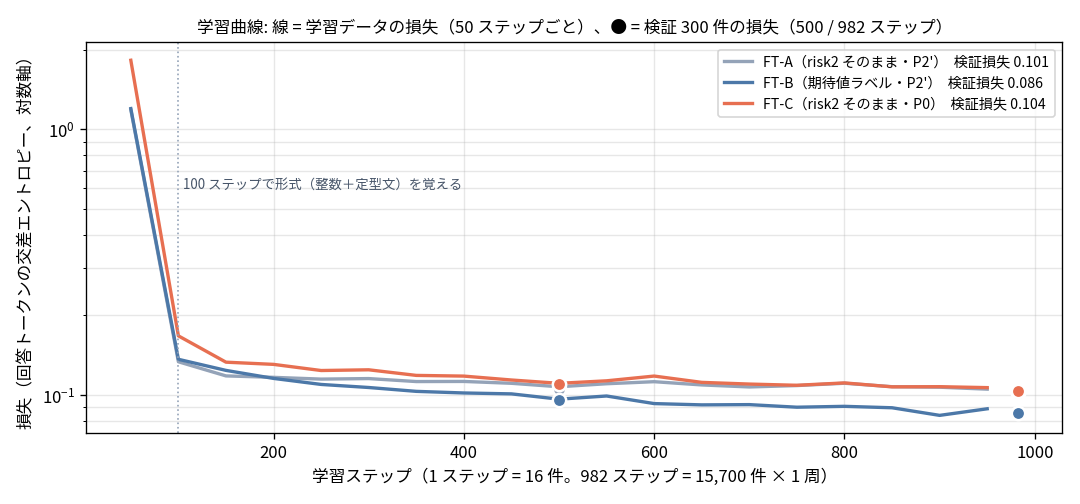 学習曲線: 線 = 学習データの損失（50 ステップごと）、● = 検証 300 件の損失（500 / 982 ステップ）
FT-A（risk2 そのまま・P2'） 検証損失 0.101
FT-B（期待値ラベル・P2'） 検証損失 0.086
FT-C（risk2 そのまま・P0） 検証損失 0.104
100 ステップで形式（整数＋定型文）を覚える
損失（回答トークンの交差エントロピー、対数軸）
10⁰
10⁻¹
200 400 600 800 1000
学習ステップ（1 ステップ = 16 件。982 ステップ = 15,700 件 × 1 周）